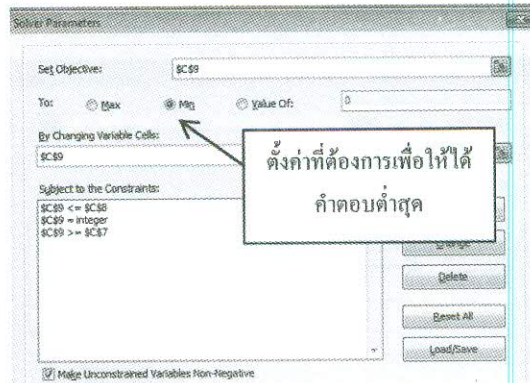 Solver Parameters
Set Objective: $C$9
To: Max Min Value Of: 0
By Changing Variable Cells:
$C$9
ตั้งค่าที่ต้องการเพื่อให้ได้
คำตอบต่ำสุด
Subject to the Constraints:
$C$9 <= $C$8
$C$9 = integer
$C$9 >= $C$7
Change
Delete
Reset All
Load/Save
Make Unconstrained Variables Non-Negative